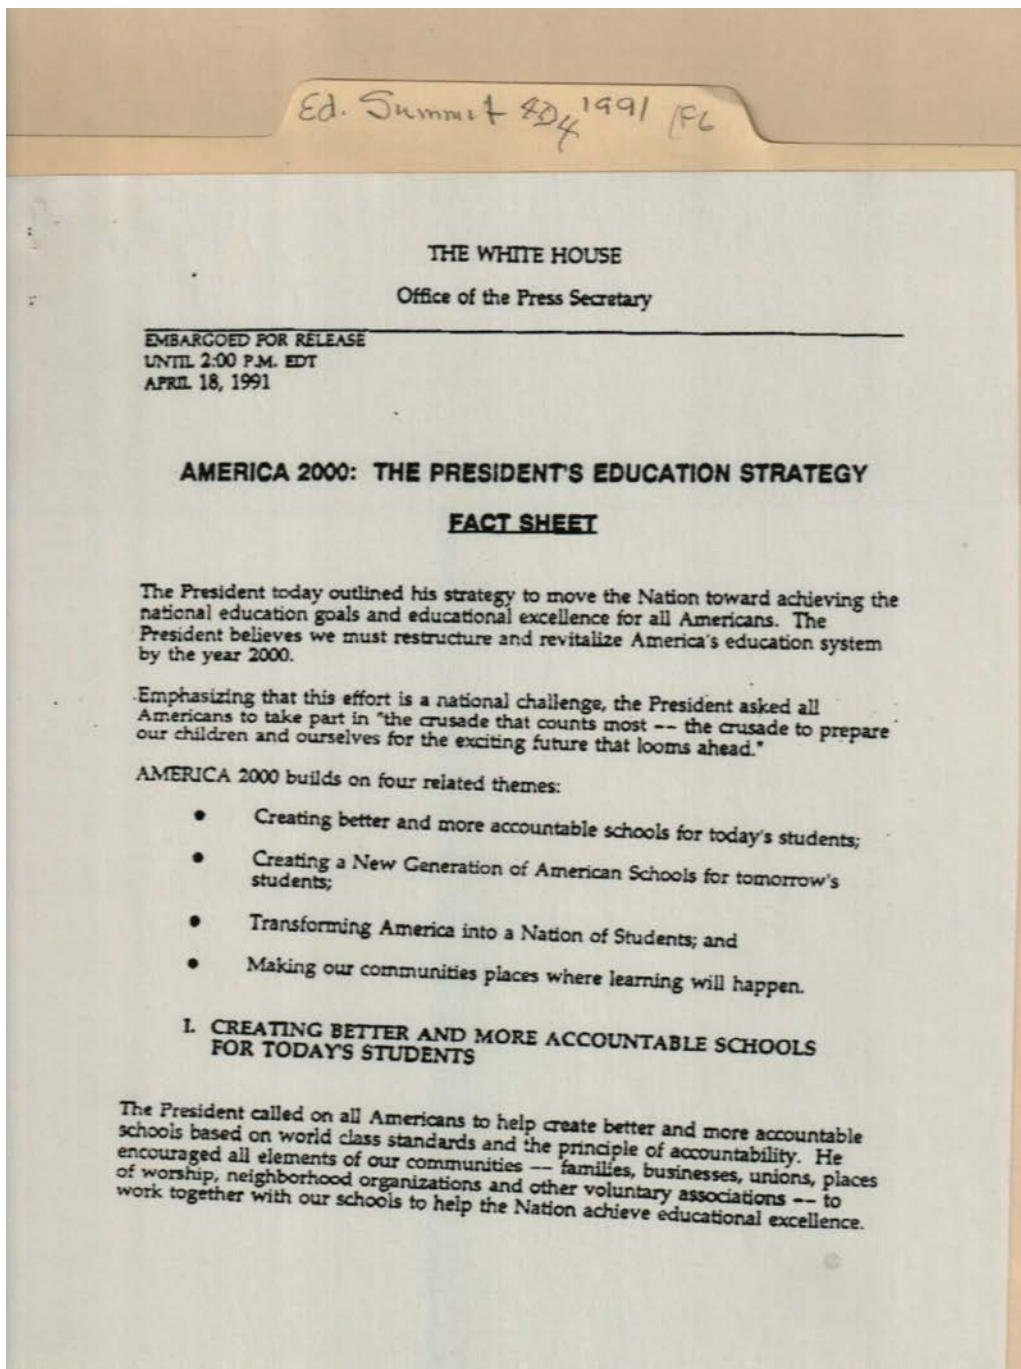 Ed. Summit 1991
THE WHITE HOUSE
Office of the Press Secretary
EMBARGOED FOR RELEASE
UNTIL 2:00 P.M. EDT
APRIL 18, 1991
AMERICA 2000: THE PRESIDENT'S EDUCATION STRATEGY
FACT SHEET
The President today outlined his strategy to move the Nation toward achieving the
national education goals and educational excellence for all Americans. The
President believes we must restructure and revitalize America's education system
by the year 2000.
Emphasizing that this effort is a national challenge, the President asked all
Americans to take part in "the crusade that counts most -- the crusade to prepare
our children and ourselves for the exciting future that looms ahead."
AMERICA 2000 builds on four related themes:
● Creating better and more accountable schools for today's students;
● Creating a New Generation of American Schools for tomorrow's
students;
● Transforming America into a Nation of Students; and
● Making our communities places where learning will happen.
I. CREATING BETTER AND MORE ACCOUNTABLE SCHOOLS
FOR TODAY'S STUDENTS
The President called on all Americans to help create better and more accountable
schools based on world class standards and the principle of accountability. He
encouraged all elements of our communities -- families, businesses, unions, places
of worship, neighborhood organizations and other voluntary associations -- to
work together with our schools to help the Nation achieve educational excellence.